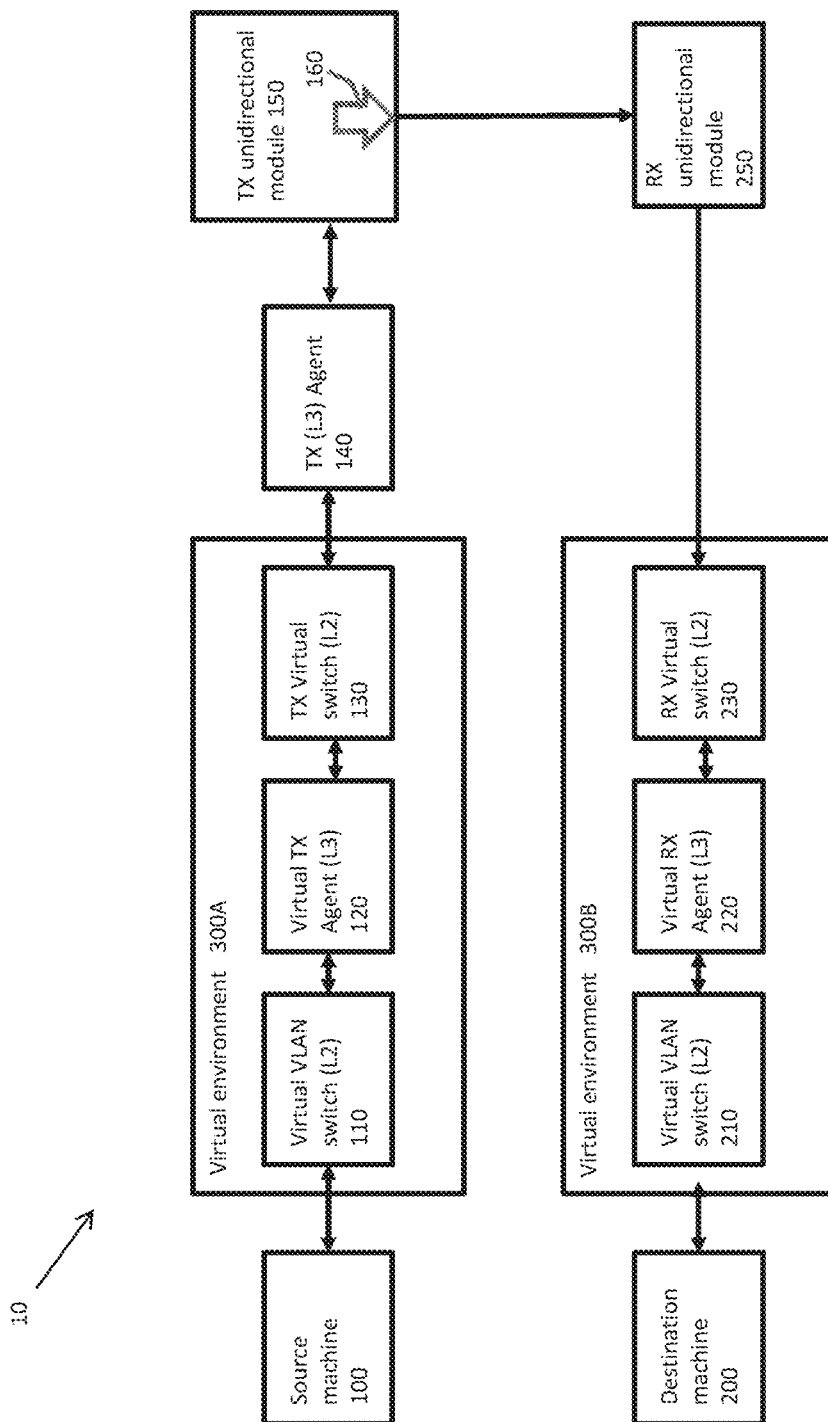 10
Source
machine
100
Virtual environment 300A
Virtual VLAN
switch (L2)
110
Virtual TX
Agent (L3)
120
TX Virtual
switch (L2)
130
TX (L3) Agent
140
TX unidirectional
module 150
160
Destination
machine
200
Virtual environment 300B
Virtual VLAN
switch (L2)
210
Virtual RX
Agent (L3)
220
RX Virtual
switch (L2)
230
RX
unidirectional
module
250